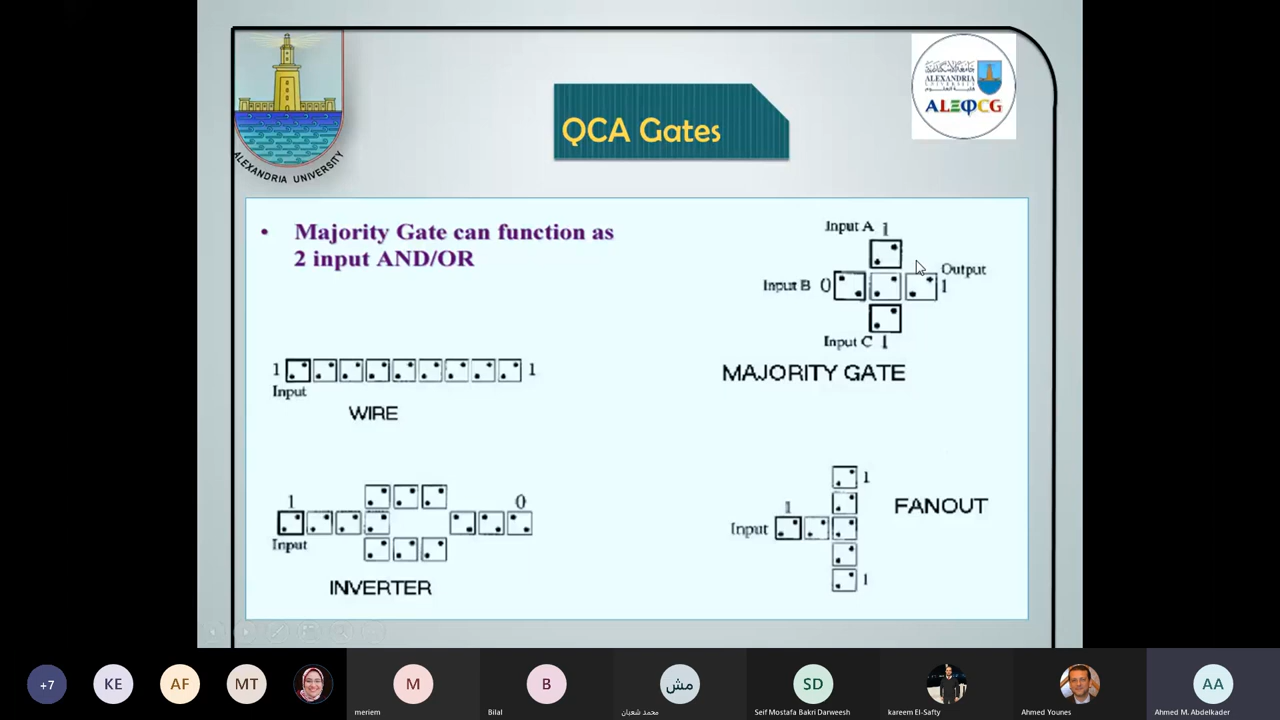 ALEXANDRIA UNIVERSITY
QCA Gates
ALEXANDRIA
• Majority Gate can function as
2 input AND/OR
Input A 1
Input B 0
Output
1
Input C 1
MAJORITY GATE
1
1
Input
WIRE
1
0
Input
INVERTER
1
1
Input
FANOUT
1
+7
KE
AF
MT
M
meriem
B
Bilal
مش
محمد شعبان
SD
Seif Mostafa Bakri Darweesh
kareem El-Safty
Ahmed Younes
AA
Ahmed M. Abdelkader